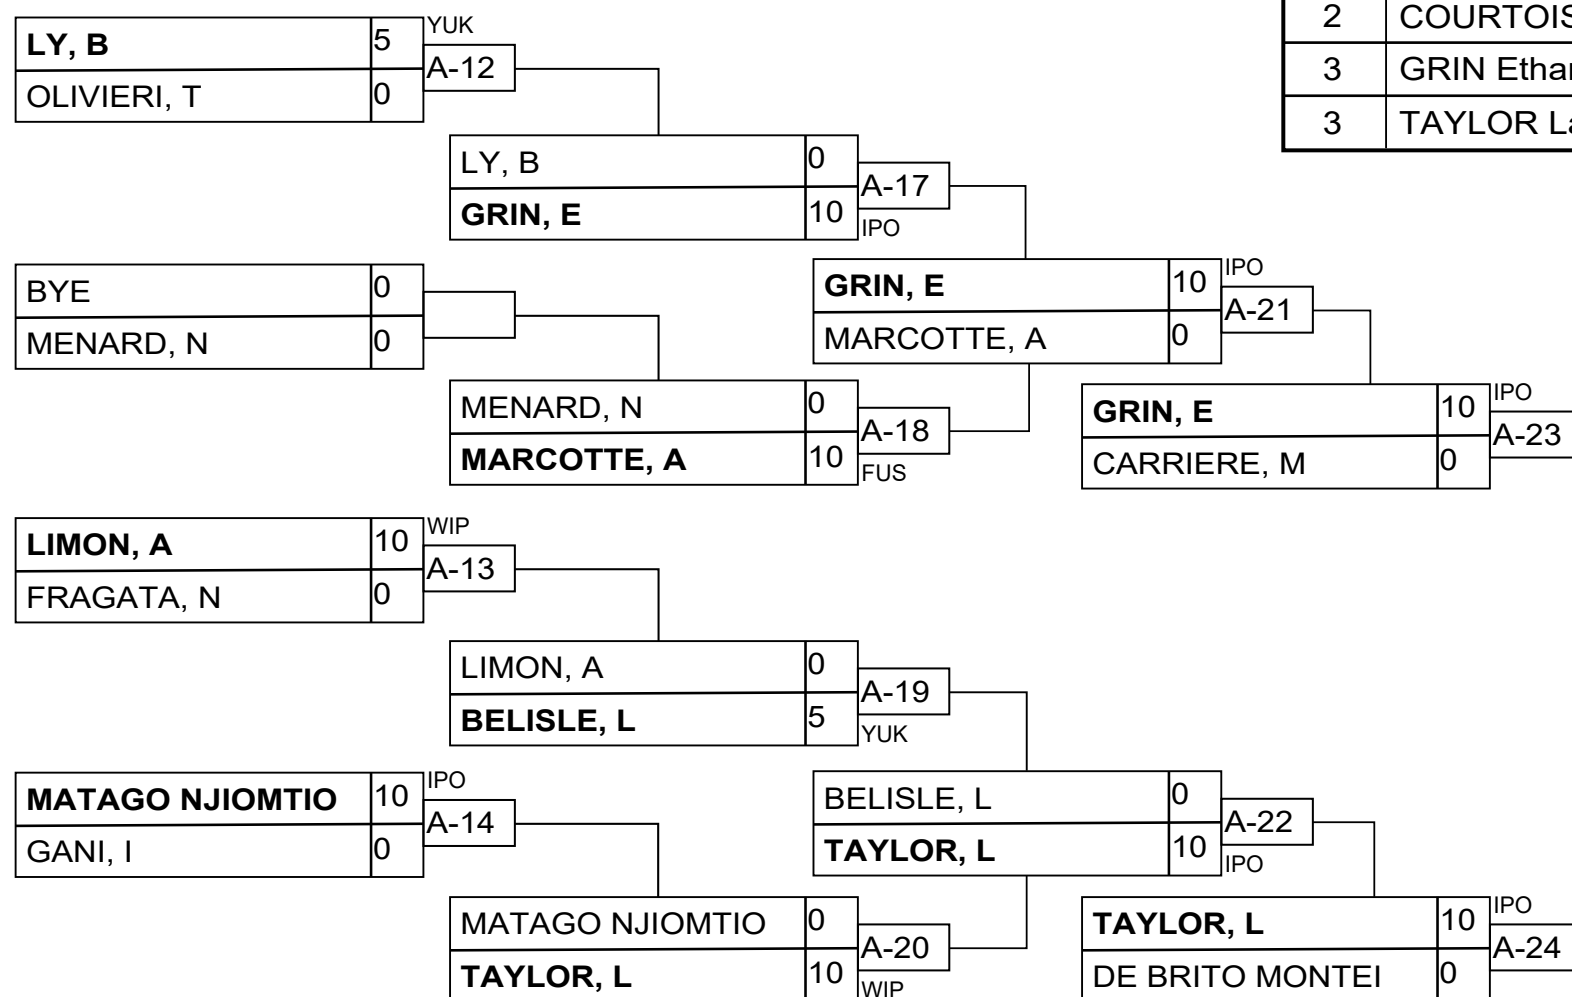 2 COURTOIS
3 GRIN Ethan
3 TAYLOR La
LY, B 5 YUK
A-12
OLIVIERI, T 0
LY, B 0
A-17
GRIN, E 10 IPO
BYE 0
MENARD, N 0
GRIN, E 10 IPO
A-21
MARCOTTE, A 0
MENARD, N 0
A-18
MARCOTTE, A 10 FUS
GRIN, E 10 IPO
A-23
CARRIERE, M 0
LIMON, A 10 WIP
A-13
FRAGATA, N 0
LIMON, A 0
A-19
BELISLE, L 5 YUK
MATAGO NJIOMTIO 10 IPO
A-14
GANI, I 0
BELISLE, L 0
A-22
TAYLOR, L 10 IPO
MATAGO NJIOMTIO 0
A-20
TAYLOR, L 10 WIP
TAYLOR, L 10 IPO
A-24
DE BRITO MONTEI 0